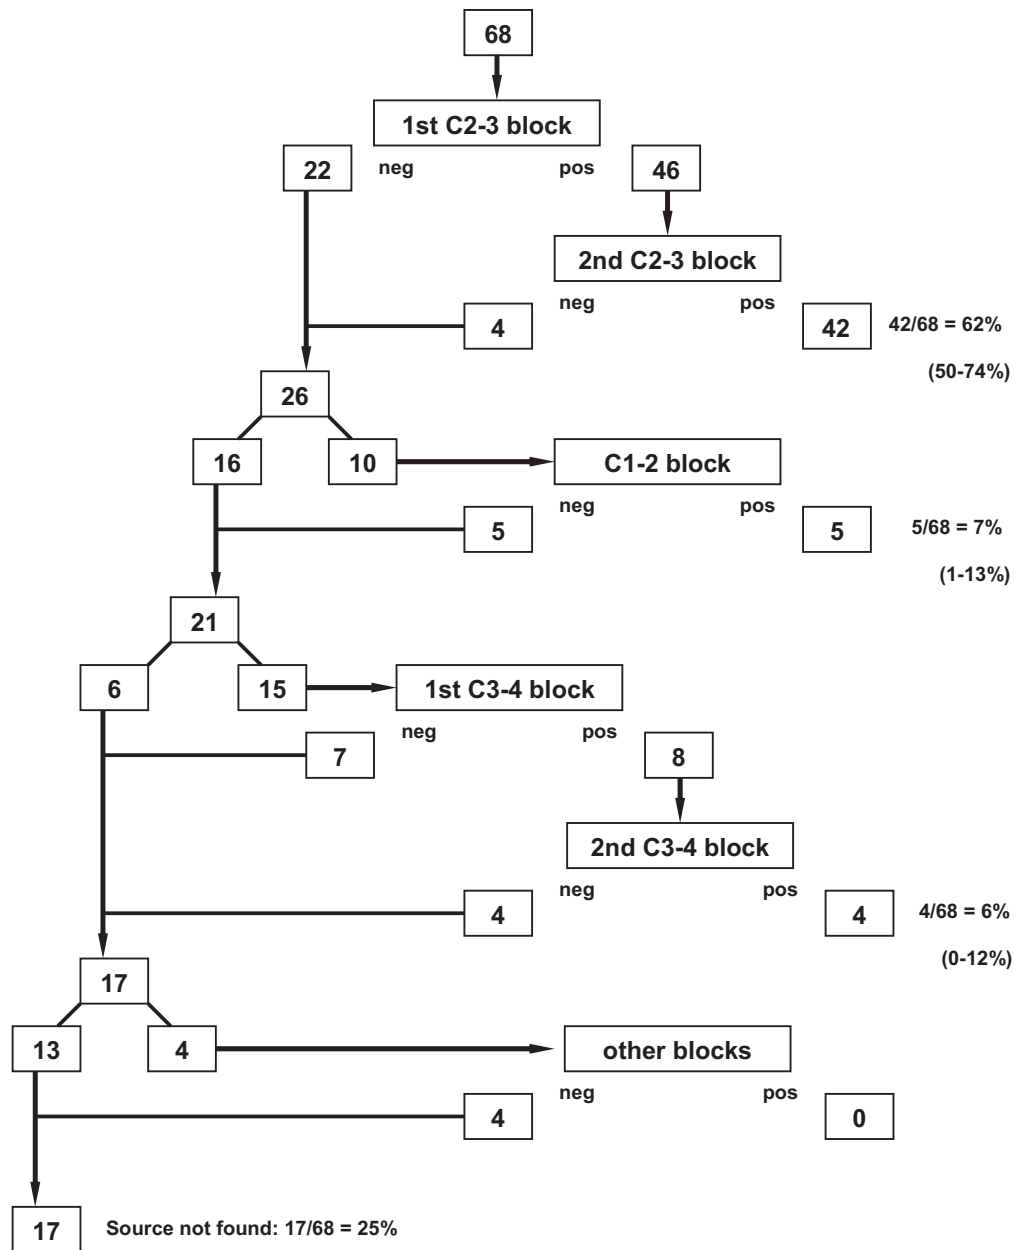 68
1st C2-3 block
22 neg pos 46
2nd C2-3 block
neg pos
4 42 42/68 = 62%
(50-74%)
26
16 10 C1-2 block
neg pos
5 5 5/68 = 7%
(1-13%)
21
6 15 1st C3-4 block
neg pos
7 8
2nd C3-4 block
neg pos
4 4 4/68 = 6%
(0-12%)
17
13 4 other blocks
neg pos
4 0
17 Source not found: 17/68 = 25%